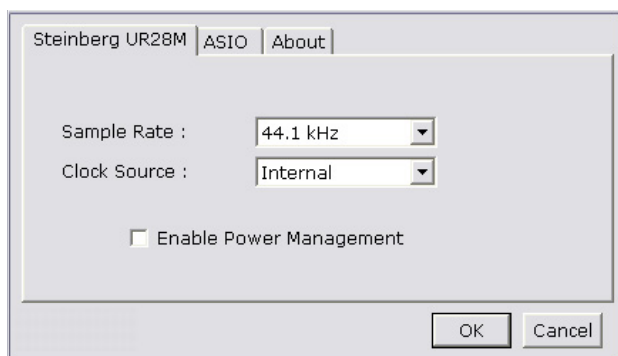 Steinberg UR28M ASIO About
Sample Rate : 44.1 kHz
Clock Source : Internal
Enable Power Management
OK Cancel